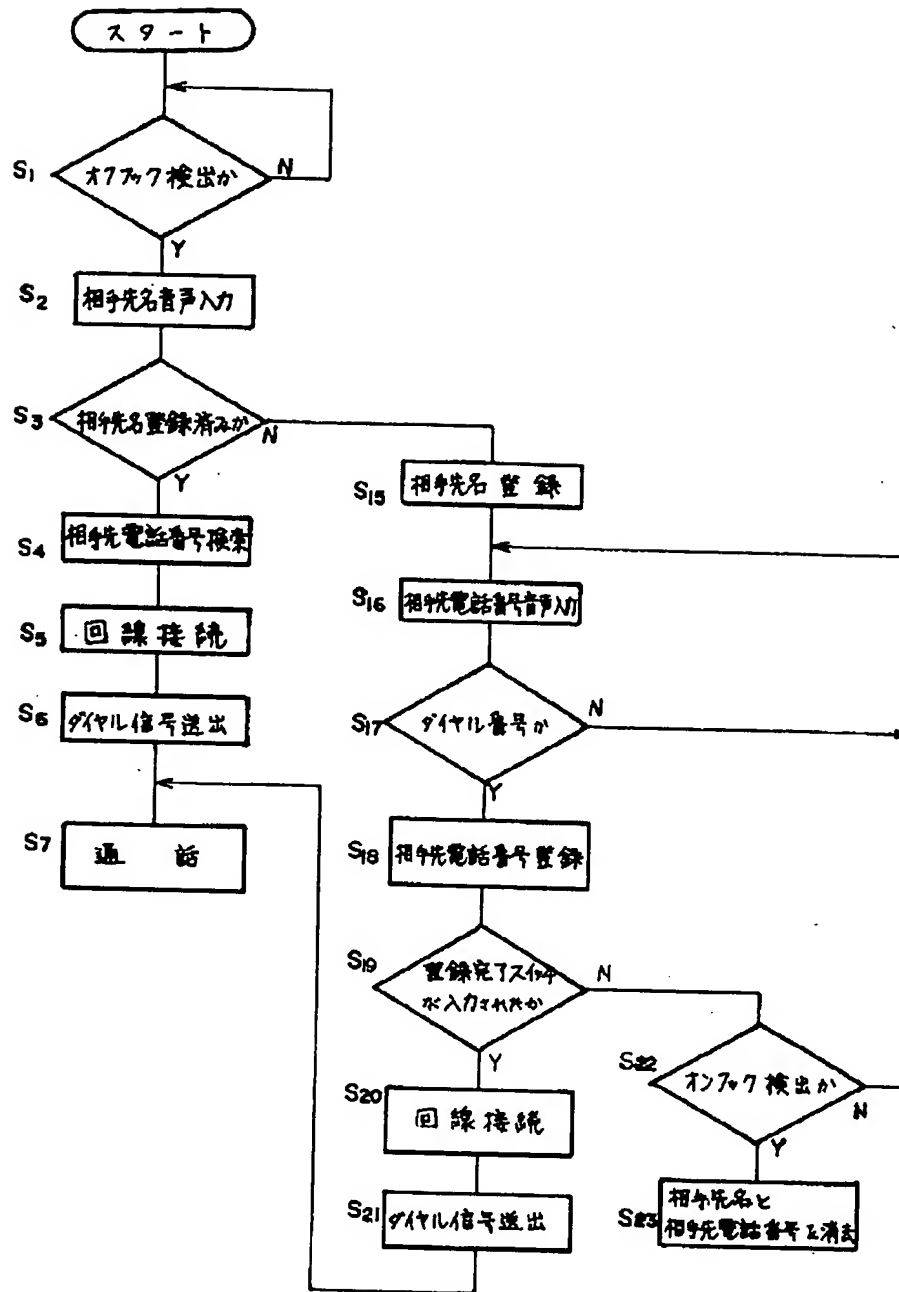 スタート
S1
オフフック検出か
N
Y
S2
相手先名音声入力
S3
相手先名登録済みか
N
Y
S4
相手先電話番号検索
S5
回線接続
S6
ダイヤル信号送出
S7
通 話
S15
相手先名登録
S16
相手先電話番号音声入力
S17
ダイヤル番号か
N
Y
S18
相手先電話番号登録
S19
登録完了スイッチ
が入力されたか
N
Y
S20
回線接続
S21
ダイヤル信号送出
S22
オンフック検出か
N
Y
S23
相手先名と
相手先電話番号を消去